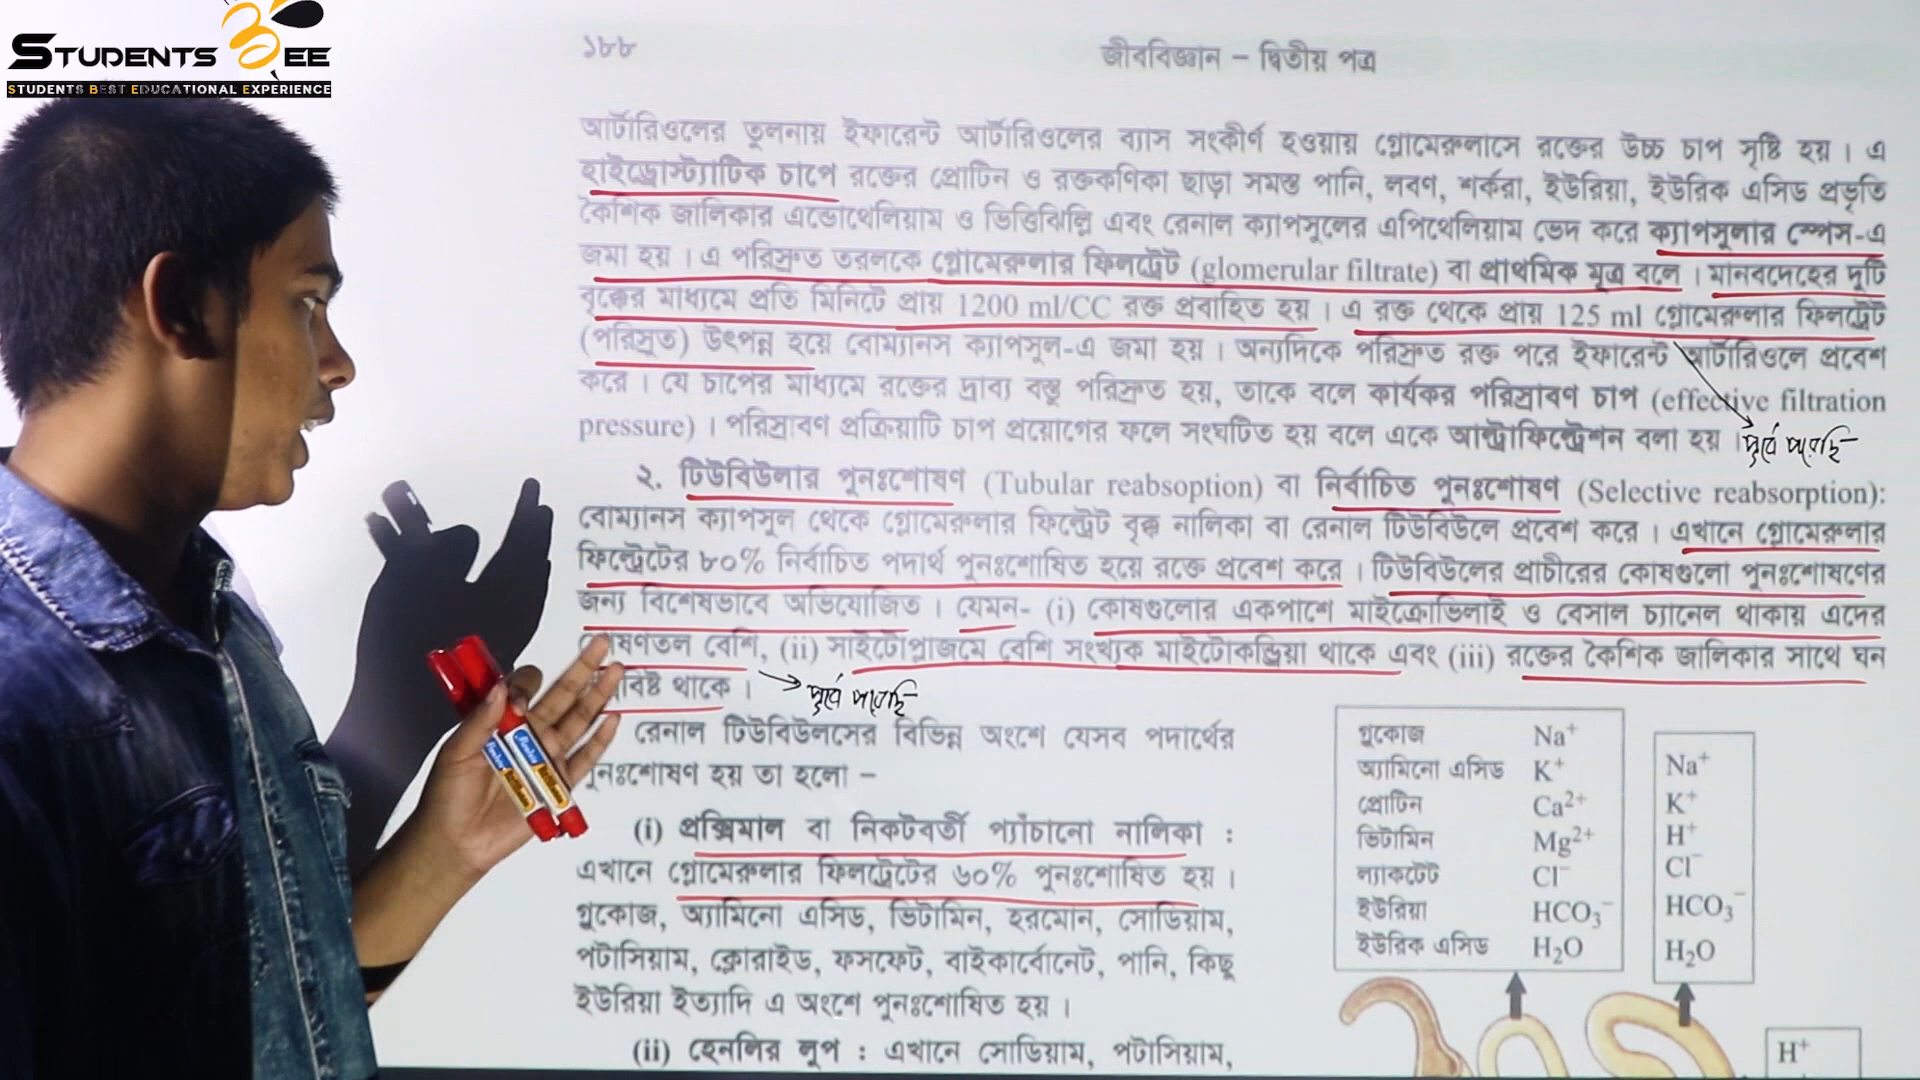 STUDENTS BEE
STUDENTS BEST EDUCATIONAL EXPERIENCE
১৮৮
জীববিজ্ঞান – দ্বিতীয় পত্র
আর্টারিওলের তুলনায় ইফারেন্ট আর্টারিওলের ব্যাস সংকীর্ণ হওয়ায় গ্লোমেরুলাসে রক্তের উচ্চ চাপ সৃষ্টি হয়। এ
হাইড্রোস্ট্যাটিক চাপে রক্তের প্রোটিন ও রক্তকণিকা ছাড়া সমস্ত পানি, লবণ, শর্করা, ইউরিয়া, ইউরিক এসিড প্রভৃতি
কৈশিক জালিকার এন্ডোথেলিয়াম ও ভিত্তিঝিল্লি এবং রেনাল ক্যাপসুলের এপিথেলিয়াম ভেদ করে ক্যাপসুলার স্পেস-এ
জমা হয়। এ পরিস্রুত তরলকে গ্লোমেরুলার ফিলট্রেট (glomerular filtrate) বা প্রাথমিক মূত্র বলে। মানবদেহের দুটি
বৃক্কের মাধ্যমে প্রতি মিনিটে প্রায় 1200 ml/CC রক্ত প্রবাহিত হয়। এ রক্ত থেকে প্রায় 125 ml গ্লোমেরুলার ফিলট্রেট
(পরিস্রুত) উৎপন্ন হয়ে বোম্যানস ক্যাপসুল-এ জমা হয়। অন্যদিকে পরিস্রুত রক্ত পরে ইফারেন্ট আর্টারিওলে প্রবেশ
করে। যে চাপের মাধ্যমে রক্তের দ্রাব্য বস্তু পরিস্রুত হয়, তাকে বলে কার্যকর পরিস্রাবণ চাপ (effective filtration
pressure)। পরিস্রাবণ প্রক্রিয়াটি চাপ প্রয়োগের ফলে সংঘটিত হয় বলে একে আল্ট্রাফিল্ট্রেশন বলা হয়।
পূর্বে পড়েছি
২. টিউবিউলার পুনঃশোষণ (Tubular reabsoption) বা নির্বাচিত পুনঃশোষণ (Selective reabsorption):
বোম্যানস ক্যাপসুল থেকে গ্লোমেরুলার ফিল্ট্রেট বৃক্ক নালিকা বা রেনাল টিউবিউলে প্রবেশ করে। এখানে গ্লোমেরুলার
ফিল্ট্রেটের ৮০% নির্বাচিত পদার্থ পুনঃশোষিত হয়ে রক্তে প্রবেশ করে। টিউবিউলের প্রাচীরের কোষগুলো পুনঃশোষণের
জন্য বিশেষভাবে অভিযোজিত। যেমন- (i) কোষগুলোর একপাশে মাইক্রোভিলাই ও বেসাল চ্যানেল থাকায় এদের
বেশি, (ii) সাইটোপ্লাজমে বেশি সংখ্যক মাইটোকন্ড্রিয়া থাকে এবং (iii) রক্তের কৈশিক জালিকার সাথে ঘন
থাকে।
পূর্বে পড়েছি
রেনাল টিউবিউলসের বিভিন্ন অংশে যেসব পদার্থের
পুনঃশোষণ হয় তা হলো –
(i) প্রক্সিমাল বা নিকটবর্তী প্যাঁচানো নালিকা :
এখানে গ্লোমেরুলার ফিলট্রেটের ৬০% পুনঃশোষিত হয়।
গ্লুকোজ, অ্যামিনো এসিড, ভিটামিন, হরমোন, সোডিয়াম,
পটাসিয়াম, ক্লোরাইড, ফসফেট, বাইকার্বোনেট, পানি, কিছু
ইউরিয়া ইত্যাদি এ অংশে পুনঃশোষিত হয়।
(ii) হেনলির লুপ : এখানে সোডিয়াম, পটাসিয়াম,
গ্লুকোজ Na⁺
অ্যামিনো এসিড K⁺
প্রোটিন Ca²⁺
ভিটামিন Mg²⁺
ল্যাকটেট Cl⁻
ইউরিয়া HCO₃⁻
ইউরিক এসিড H₂O
Na⁺
K⁺
H⁺
Cl⁻
HCO₃⁻
H₂O
H⁺